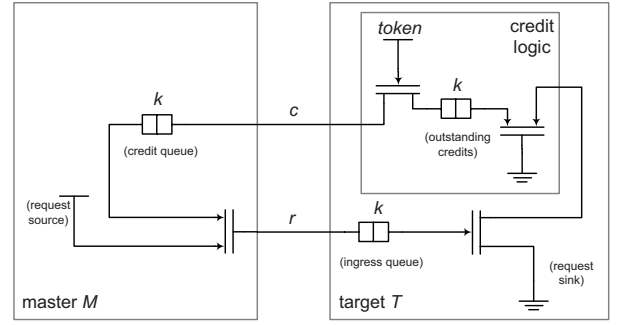 token
credit
logic
k
k
c
(credit queue)
(outstanding
credits)
(request
source)
r
k
(ingress queue)
(request
sink)
master M
target T